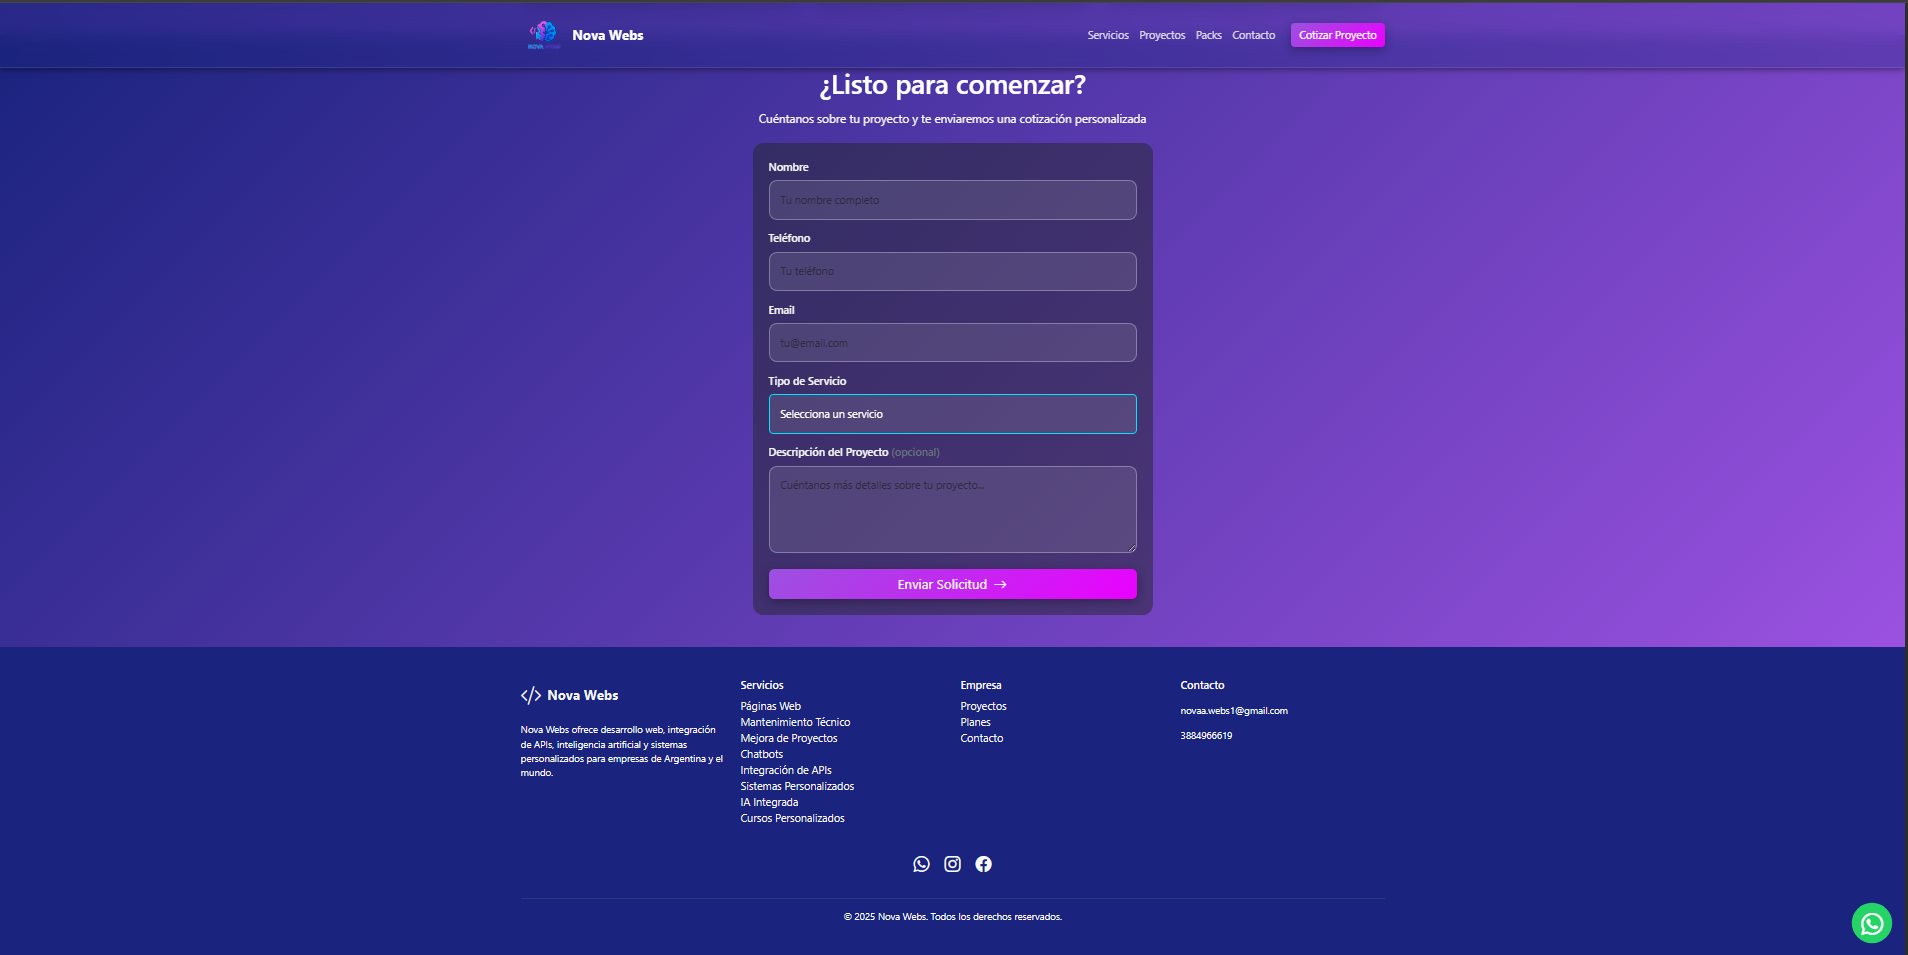 NOVA WEBS
Nova Webs
Servicios
Proyectos
Packs
Contacto
Cotizar Proyecto
¿Listo para comenzar?
Cuéntanos sobre tu proyecto y te enviaremos una cotización personalizada
Nombre
Tu nombre completo
Teléfono
Tu teléfono
Email
tu@email.com
Tipo de Servicio
Selecciona un servicio
Descripción del Proyecto (opcional)
Cuéntanos más detalles sobre tu proyecto...
Enviar Solicitud →
</> Nova Webs
Nova Webs ofrece desarrollo web, integración
de APIs, inteligencia artificial y sistemas
personalizados para empresas de Argentina y el
mundo.
Servicios
Páginas Web
Mantenimiento Técnico
Mejora de Proyectos
Chatbots
Integración de APIs
Sistemas Personalizados
IA Integrada
Cursos Personalizados
Empresa
Proyectos
Planes
Contacto
Contacto
novaa.webs1@gmail.com
3884966619
© 2025 Nova Webs. Todos los derechos reservados.